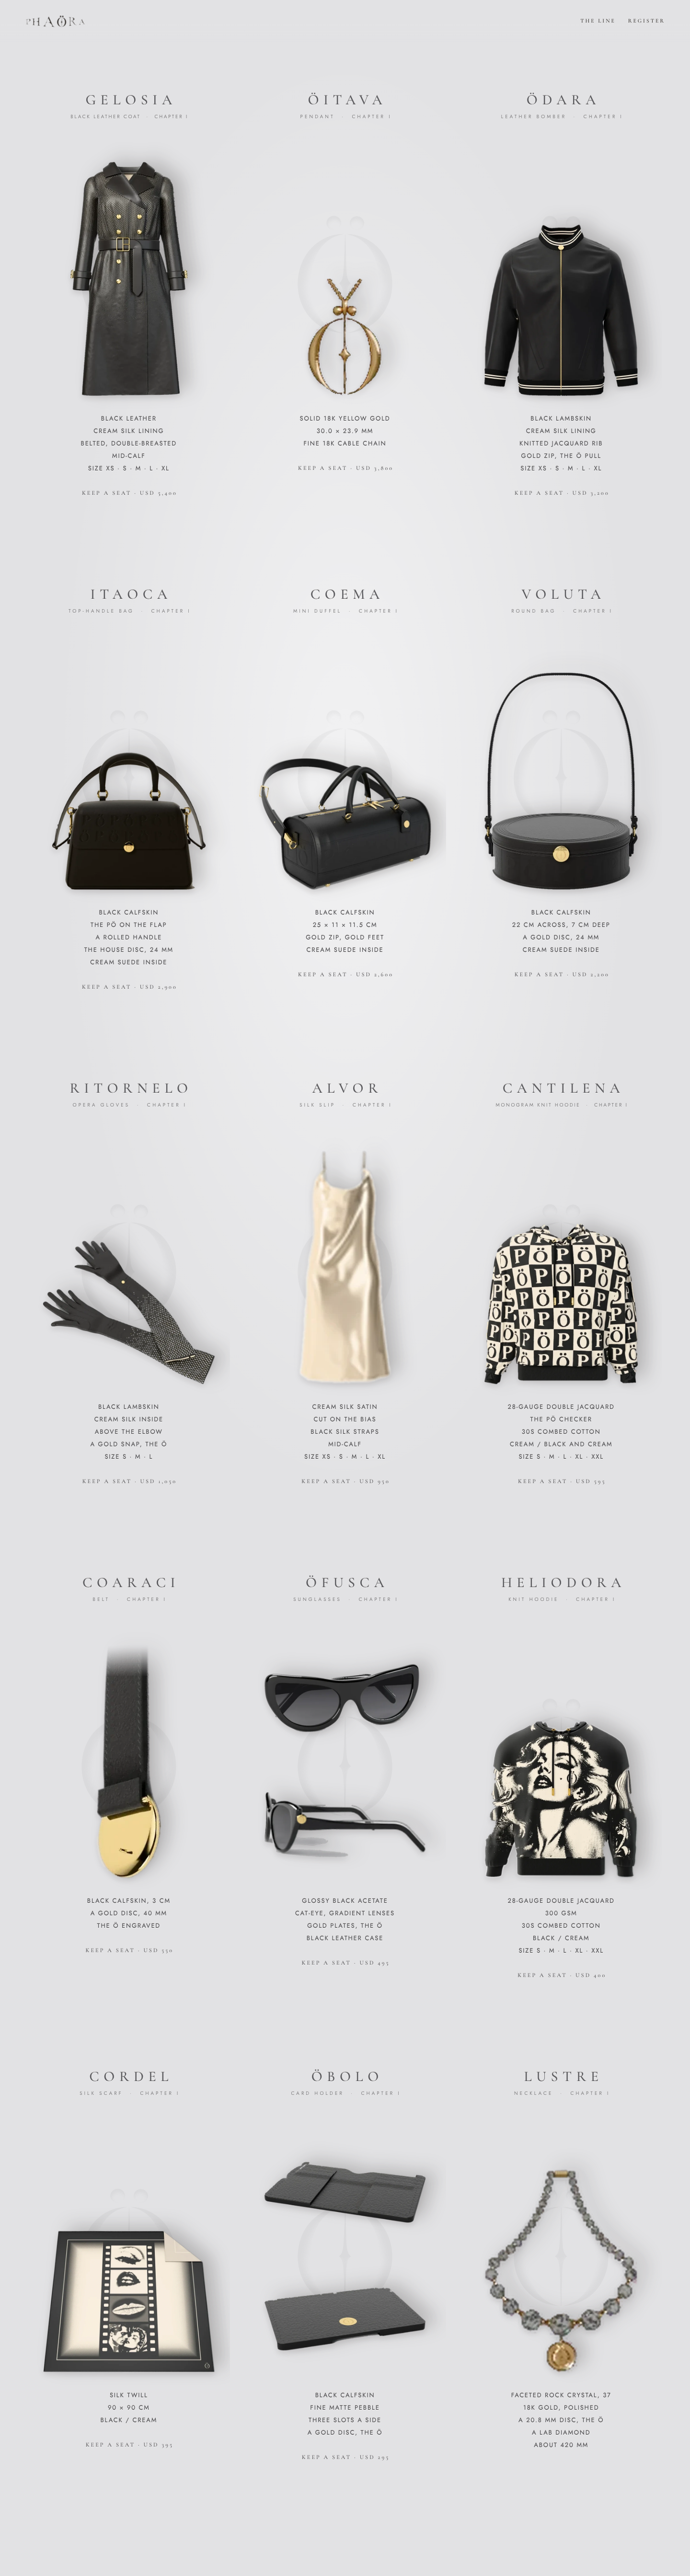 PHAÖRA
THE LINE REGISTER
GELOSIA
BLACK LEATHER COAT CHAPTER I
BLACK LEATHER
CREAM SILK LINING
BELTED, DOUBLE-BREASTED
MID-CALF
SIZE XS · S · M · L · XL
KEEP A SEAT · USD 5,400
ÖITAVA
PENDANT CHAPTER I
SOLID 18K YELLOW GOLD
30.0 × 23.9 MM
FINE 18K CABLE CHAIN
KEEP A SEAT · USD 3,800
ÖDARA
LEATHER BOMBER CHAPTER I
BLACK LAMBSKIN
CREAM SILK LINING
KNITTED JACQUARD RIB
GOLD ZIP, THE Ö PULL
SIZE XS · S · M · L · XL
KEEP A SEAT · USD 3,200
ITAOCA
TOP-HANDLE BAG CHAPTER I
BLACK CALFSKIN
THE PÖ ON THE FLAP
A ROLLED HANDLE
THE HOUSE DISC, 24 MM
CREAM SUEDE INSIDE
KEEP A SEAT · USD 2,900
COEMA
MINI DUFFEL CHAPTER I
BLACK CALFSKIN
25 × 11 × 11.5 CM
GOLD ZIP, GOLD FEET
CREAM SUEDE INSIDE
KEEP A SEAT · USD 2,600
VOLUTA
ROUND BAG CHAPTER I
BLACK CALFSKIN
22 CM ACROSS, 7 CM DEEP
A GOLD DISC, 24 MM
CREAM SUEDE INSIDE
KEEP A SEAT · USD 2,200
RITORNELO
OPERA GLOVES CHAPTER I
BLACK LAMBSKIN
CREAM SILK INSIDE
ABOVE THE ELBOW
A GOLD SNAP, THE Ö
SIZE S · M · L
KEEP A SEAT · USD 1,050
ALVOR
SILK SLIP CHAPTER I
CREAM SILK SATIN
CUT ON THE BIAS
BLACK SILK STRAPS
MID-CALF
SIZE XS · S · M · L · XL
KEEP A SEAT · USD 950
CANTILENA
MONOGRAM KNIT HOODIE CHAPTER I
28-GAUGE DOUBLE JACQUARD
THE PÖ CHECKER
30S COMBED COTTON
CREAM / BLACK AND CREAM
SIZE S · M · L · XL · XXL
KEEP A SEAT · USD 595
COARACI
BELT CHAPTER I
BLACK CALFSKIN, 3 CM
A GOLD DISC, 40 MM
THE Ö ENGRAVED
KEEP A SEAT · USD 550
ÖFUSCA
SUNGLASSES CHAPTER I
GLOSSY BLACK ACETATE
CAT-EYE, GRADIENT LENSES
GOLD PLATES, THE Ö
BLACK LEATHER CASE
KEEP A SEAT · USD 495
HELIODORA
KNIT HOODIE CHAPTER I
28-GAUGE DOUBLE JACQUARD
300 GSM
30S COMBED COTTON
BLACK / CREAM
SIZE S · M · L · XL · XXL
KEEP A SEAT · USD 400
CORDEL
SILK SCARF CHAPTER I
SILK TWILL
90 × 90 CM
BLACK / CREAM
KEEP A SEAT · USD 395
ÖBOLO
CARD HOLDER CHAPTER I
BLACK CALFSKIN
FINE MATTE PEBBLE
THREE SLOTS A SIDE
A GOLD DISC, THE Ö
KEEP A SEAT · USD 295
LUSTRE
NECKLACE CHAPTER I
FACETED ROCK CRYSTAL, 37
18K GOLD, POLISHED
A 20.8 MM DISC, THE Ö
A LAB DIAMOND
ABOUT 420 MM